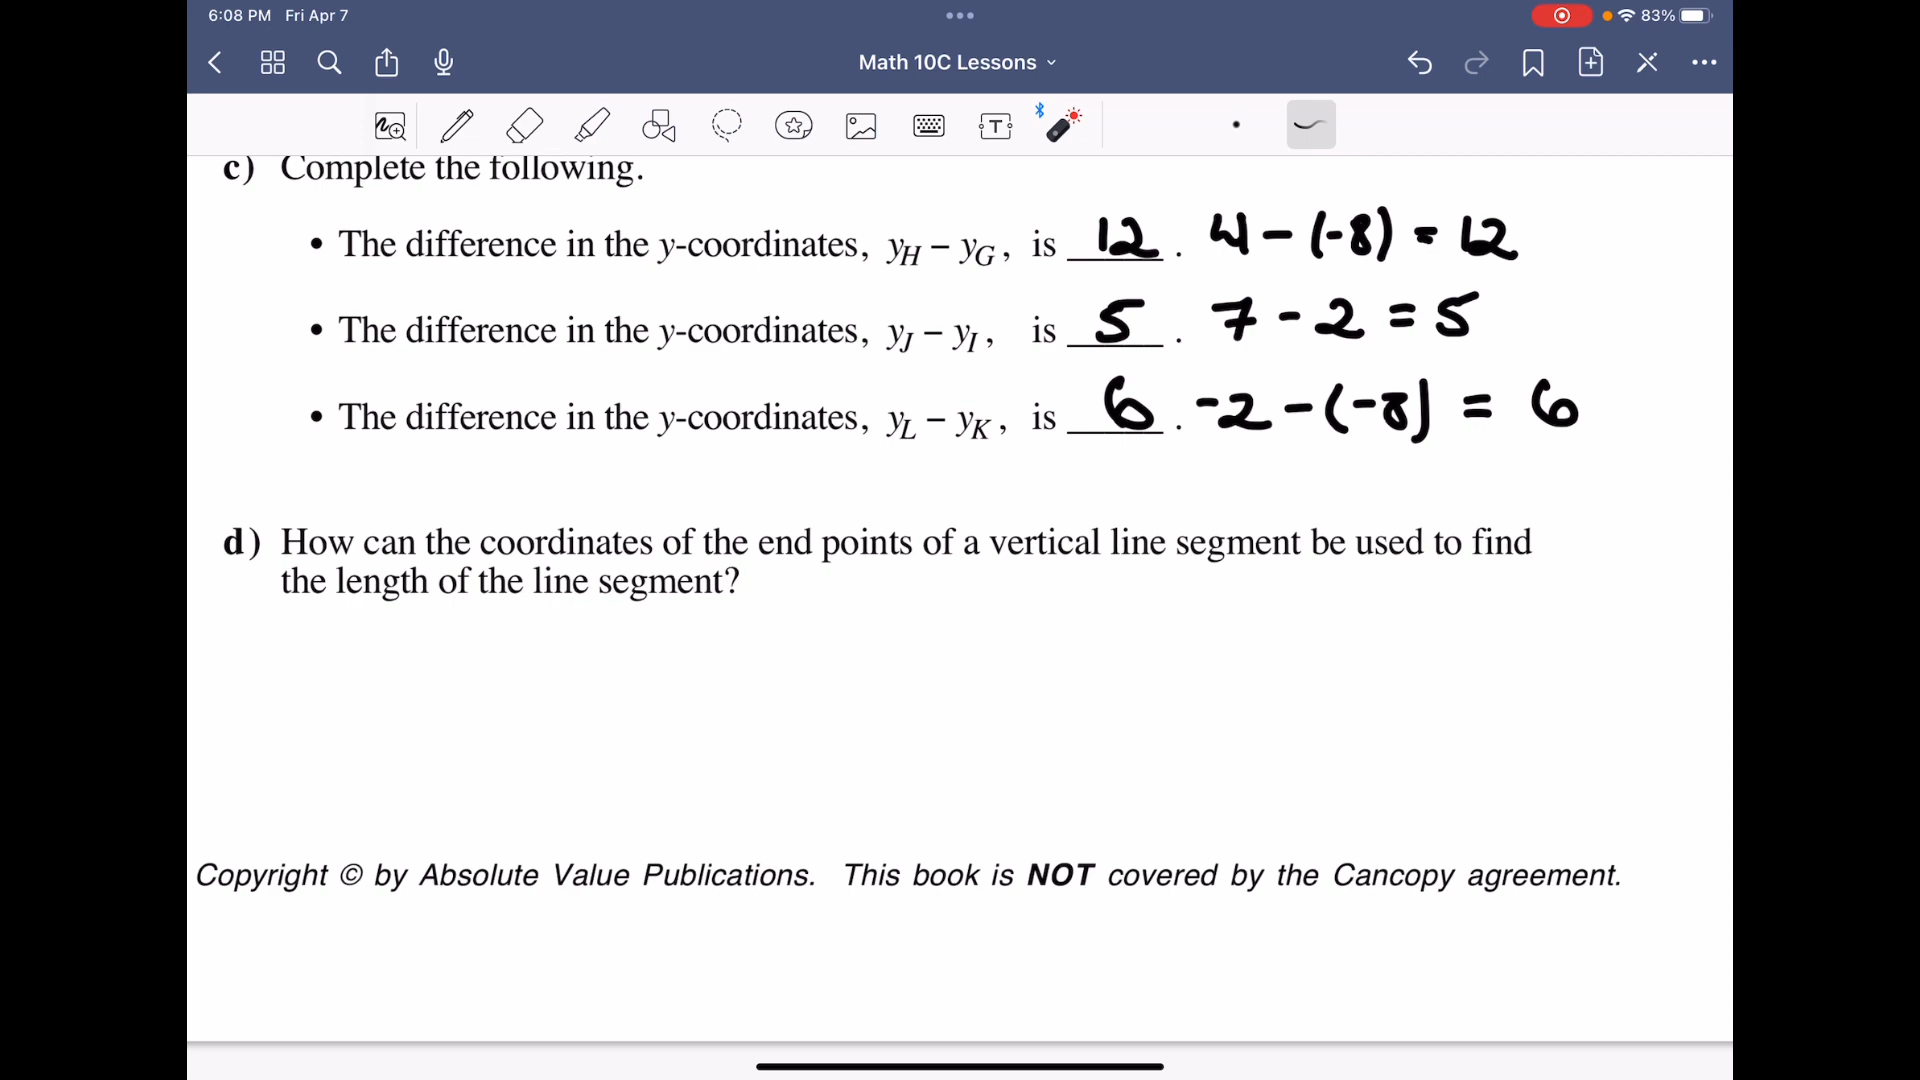 6:08 PM Fri Apr 7
83%
Math 10C Lessons
T
c) Complete the following.
• The difference in the y-coordinates, yH − yG, is 12 . 4 − (-8) = 12
• The difference in the y-coordinates, yJ − yI, is 5 . 7 - 2 = 5
• The difference in the y-coordinates, yL − yK, is 6 . -2 - (-8) = 6
d) How can the coordinates of the end points of a vertical line segment be used to find
the length of the line segment?
Copyright © by Absolute Value Publications. This book is NOT covered by the Cancopy agreement.